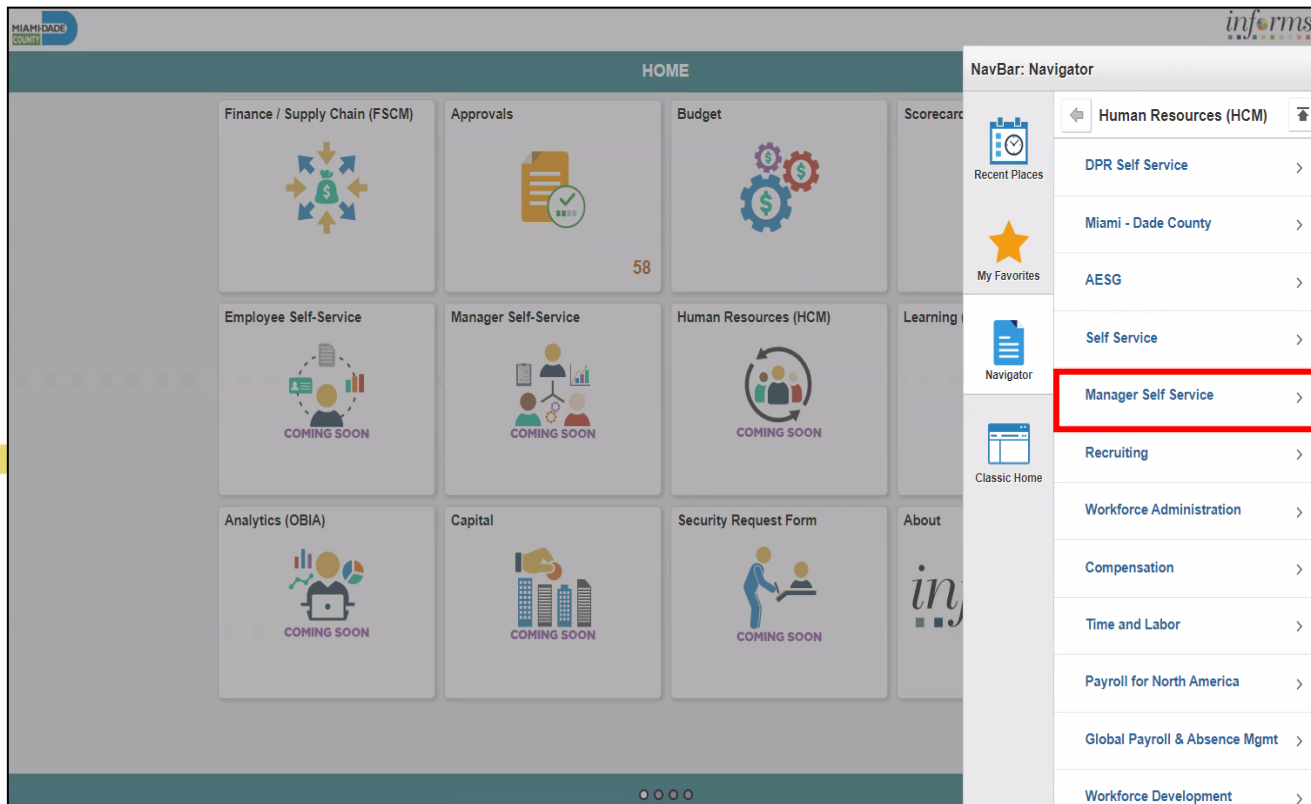 MIAMI-DADE
COUNTY
informs
HOME
Finance / Supply Chain (FSCM)
Approvals
58
Budget
Scorecard
Employee Self-Service
COMING SOON
Manager Self-Service
COMING SOON
Human Resources (HCM)
COMING SOON
Learning
Analytics (OBIA)
COMING SOON
Capital
COMING SOON
Security Request Form
COMING SOON
About
inf
NavBar: Navigator
Recent Places
My Favorites
Navigator
Classic Home
Human Resources (HCM)
DPR Self Service
Miami - Dade County
AESG
Self Service
Manager Self Service
Recruiting
Workforce Administration
Compensation
Time and Labor
Payroll for North America
Global Payroll & Absence Mgmt
Workforce Development